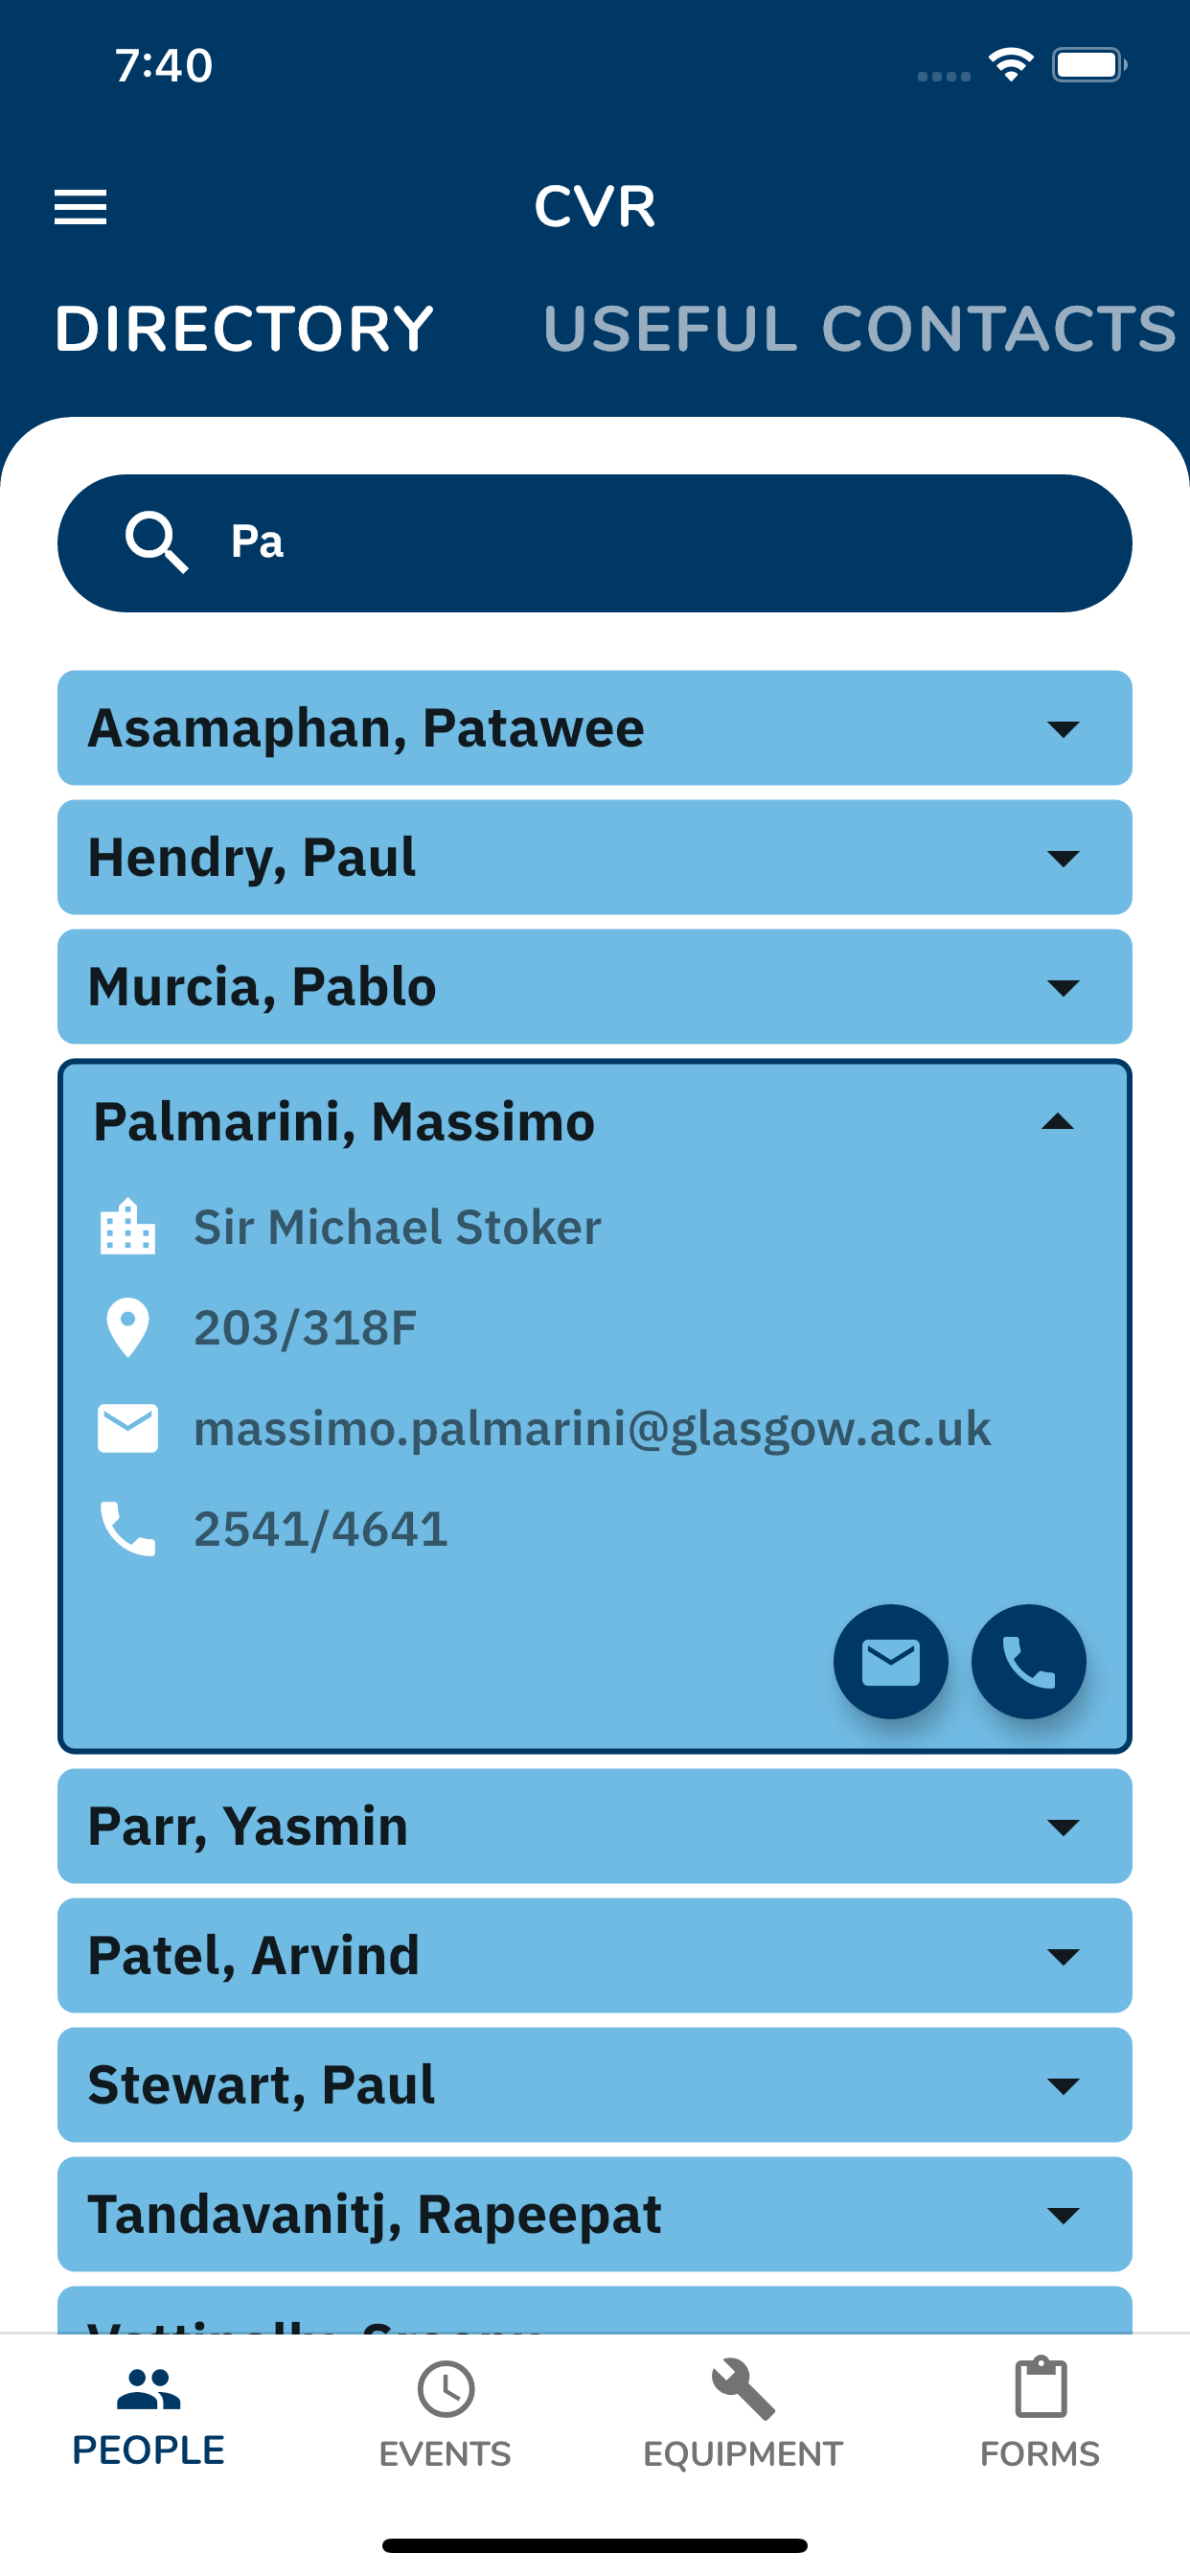 7:40
CVR
DIRECTORY USEFUL CONTACTS
Pa
Asamaphan, Patawee
Hendry, Paul
Murcia, Pablo
Palmarini, Massimo
Sir Michael Stoker
203/318F
massimo.palmarini@glasgow.ac.uk
2541/4641
Parr, Yasmin
Patel, Arvind
Stewart, Paul
Tandavanitj, Rapeepat
PEOPLE EVENTS EQUIPMENT FORMS